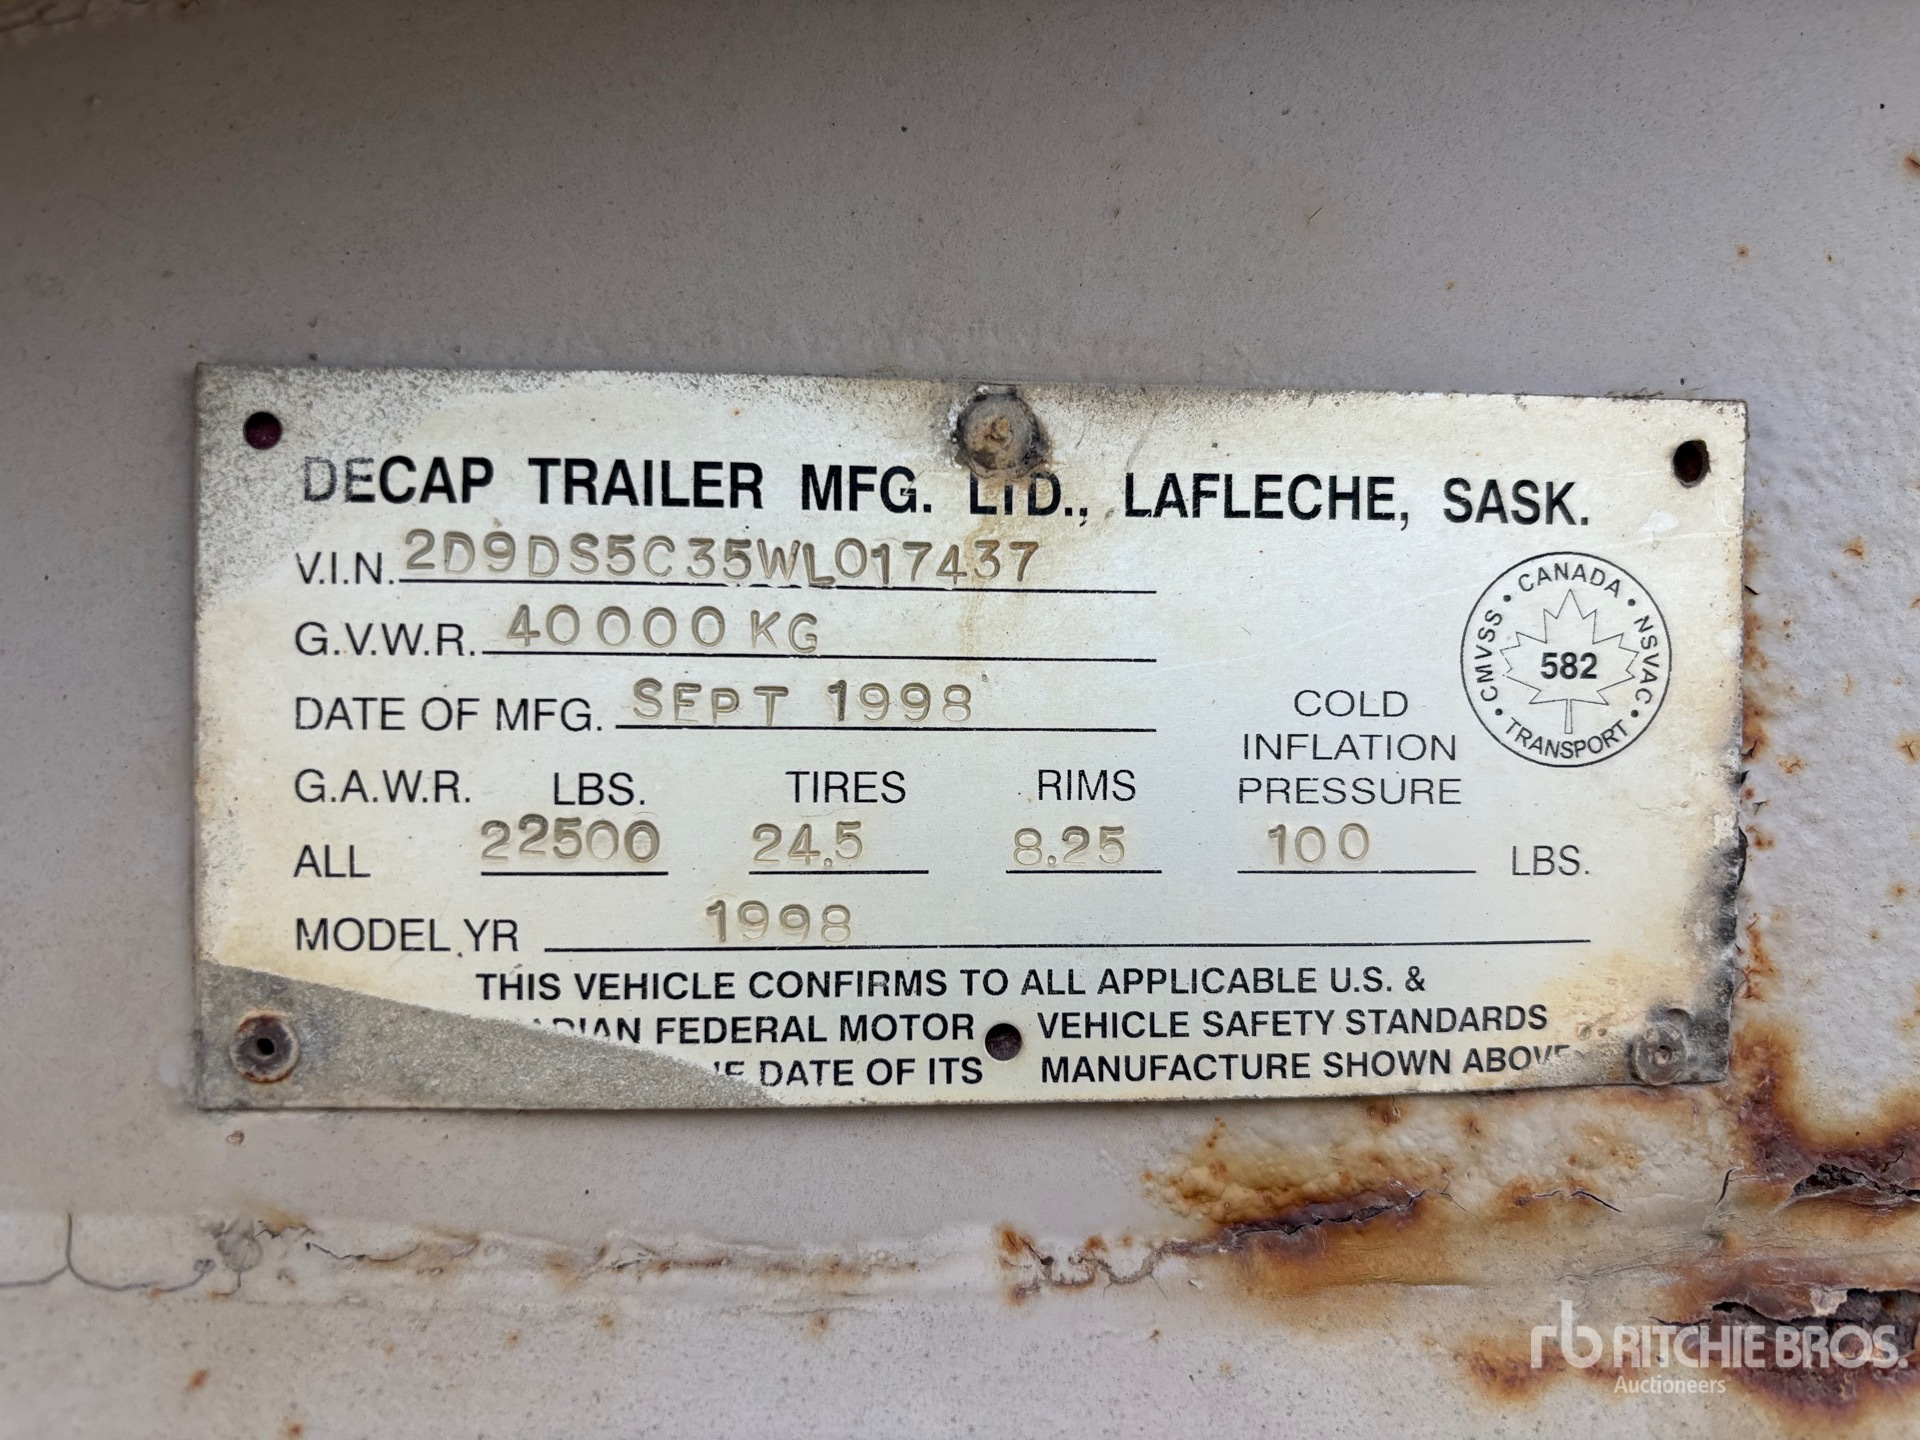 DECAP TRAILER MFG. LTD., LAFLECHE, SASK.
V.I.N. 2D9DS5C35WL017437
G.V.W.R. 40000 KG
DATE OF MFG. SEPT 1998
CANADA
CMVSS • NSVAC
582
TRANSPORT
COLD
INFLATION
G.A.W.R. LBS. TIRES RIMS PRESSURE
ALL 22500 24.5 8.25 100 LBS.
MODEL YR 1998
THIS VEHICLE CONFIRMS TO ALL APPLICABLE U.S. &
FEDERAL MOTOR VEHICLE SAFETY STANDARDS
DATE OF ITS MANUFACTURE SHOWN ABOVE
rb RITCHIE BROS.
Auctioneers